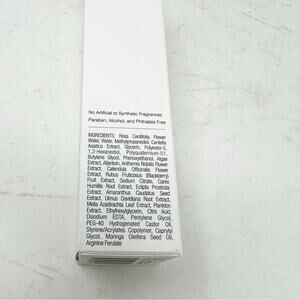 No Artificial or Synthetic Fragrances
Paraben, Alcohol, and Phthalate Free
INGREDIENTS: Rosa Centifolia Flower
Water, Water, Methylpropanediol, Centella
Asiatica Extract, Glycerin, Polyester-5,
1,2-Hexanediol, Polyquaternium-51,
Butylene Glycol, Phenoxyethanol, Algae
Extract, Allantoin, Anthemis Nobilis Flower
Extract, Calendula Officinalis Flower
Extract, Rubus Fruticosus (Blackberry)
Fruit Extract, Sodium Citrate, Carex
Humilis Root Extract, Eclipta Prostrata
Extract, Amaranthus Caudatus Seed
Extract, Ulmus Davidiana Root Extract,
Melia Azadirachta Leaf Extract, Plankton
Extract, Ethylhexylglycerin, Citric Acid,
Disodium EDTA, Pentylene Glycol,
PEG-40 Hydrogenated Castor Oil,
Styrene/Acrylates Copolymer, Caprylyl
Glycol, Moringa Oleifera Seed Oil,
Arginine Ferulate